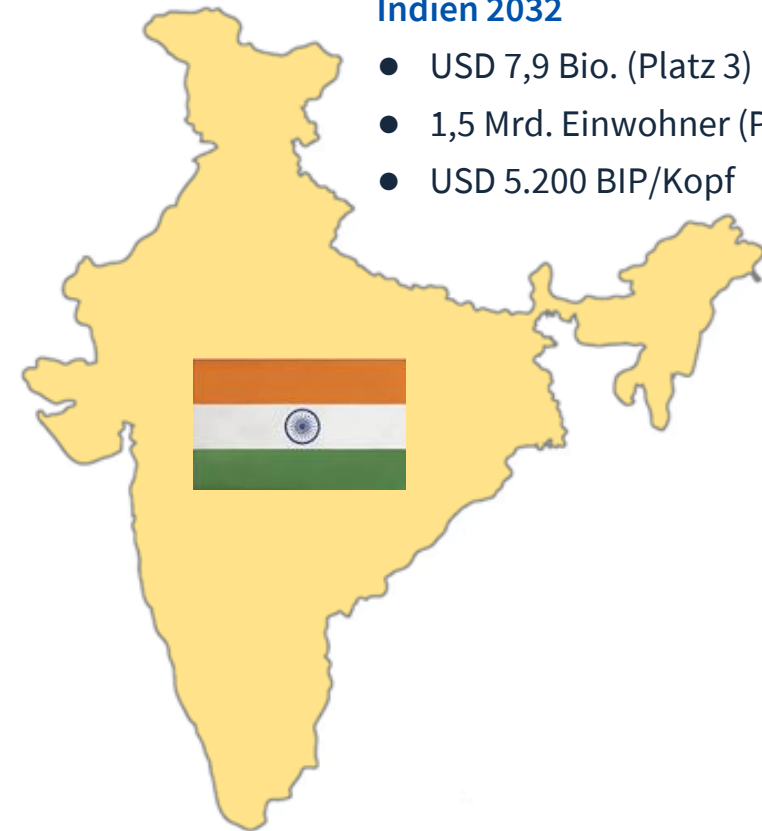 Indien 2032
● USD 7,9 Bio. (Platz 3)
● 1,5 Mrd. Einwohner
● USD 5.200 BIP/Kopf